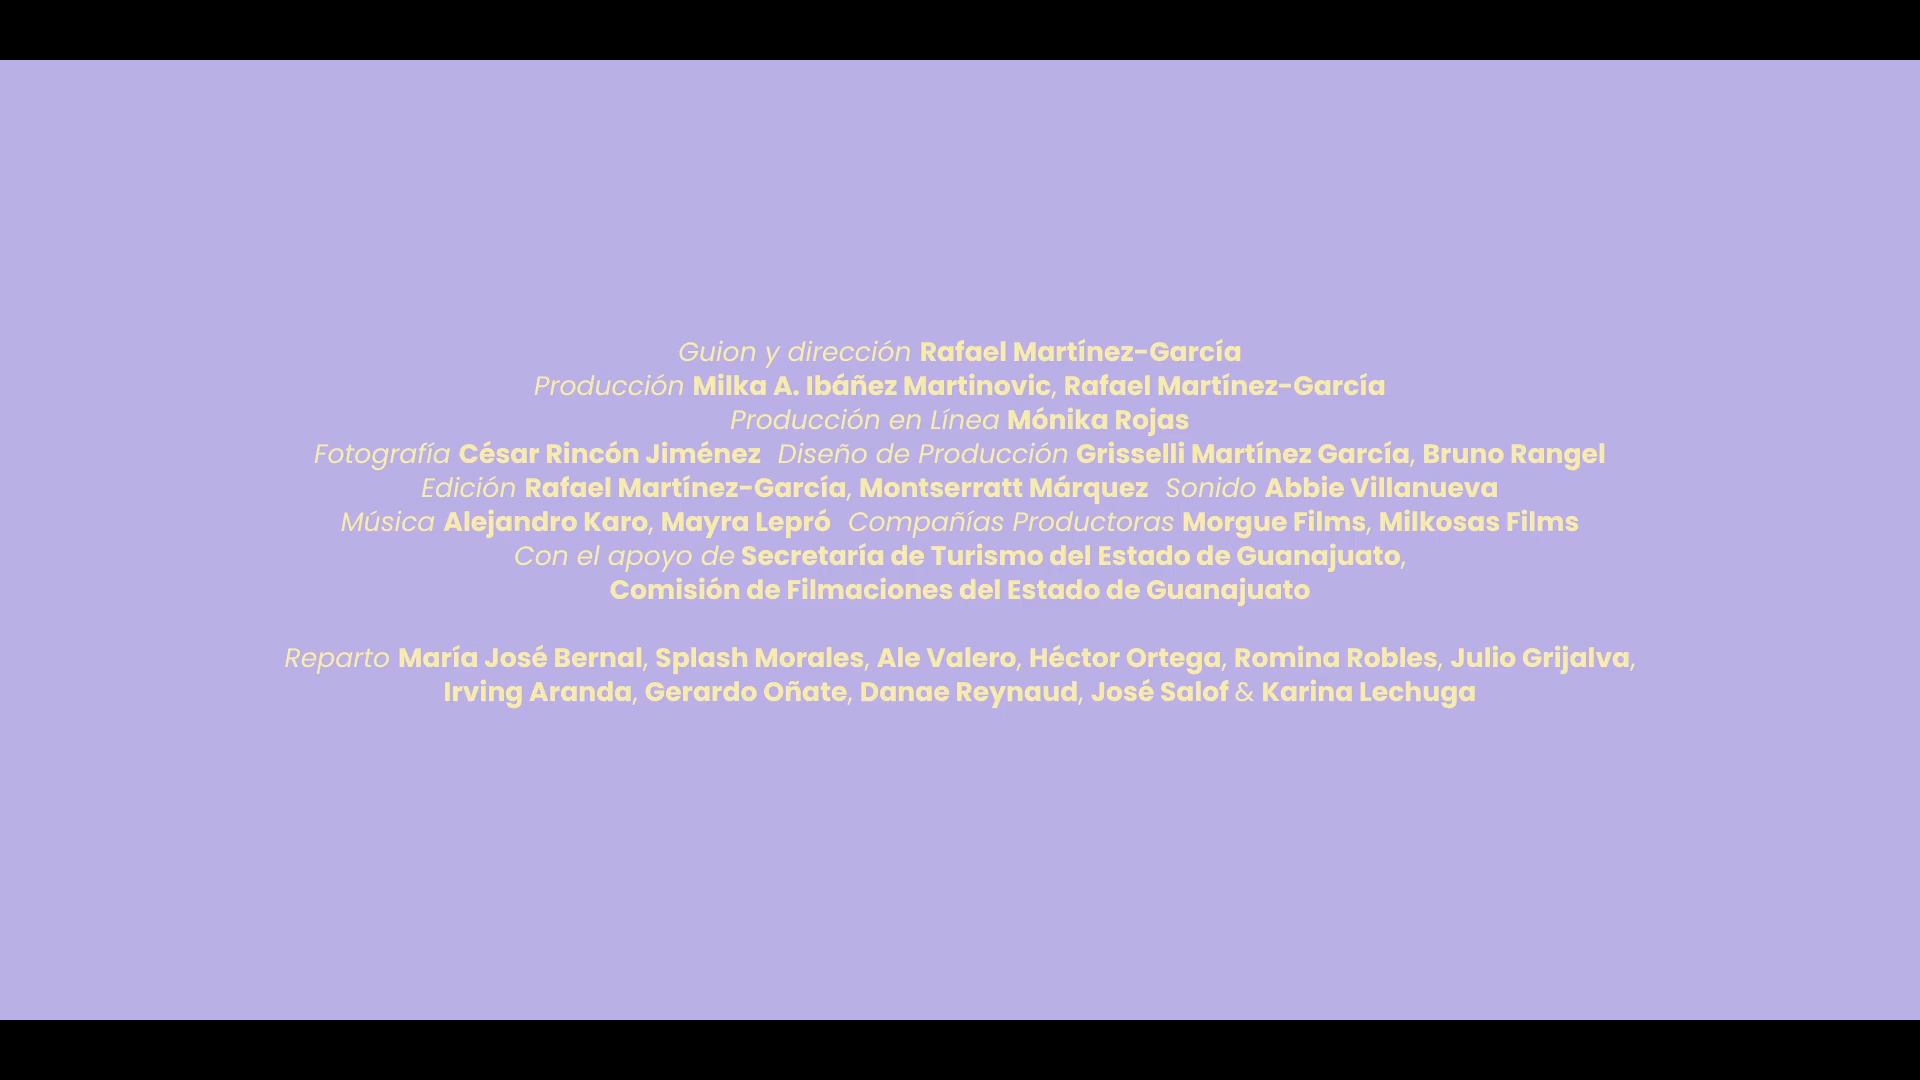 Guion y dirección Rafael Martínez-García
Producción Milka A. Ibáñez Martinovic, Rafael Martínez-García
Producción en Línea Mónika Rojas
Fotografía César Rincón Jiménez Diseño de Producción Grisselli Martínez García, Bruno Rangel
Edición Rafael Martínez-García, Montserratt Márquez Sonido Abbie Villanueva
Música Alejandro Karo, Mayra Lepró Compañías Productoras Morgue Films, Milkosas Films
Con el apoyo de Secretaría de Turismo del Estado de Guanajuato,
Comisión de Filmaciones del Estado de Guanajuato
Reparto María José Bernal, Splash Morales, Ale Valero, Héctor Ortega, Romina Robles, Julio Grijalva,
Irving Aranda, Gerardo Oñate, Danae Reynaud, José Salof & Karina Lechuga